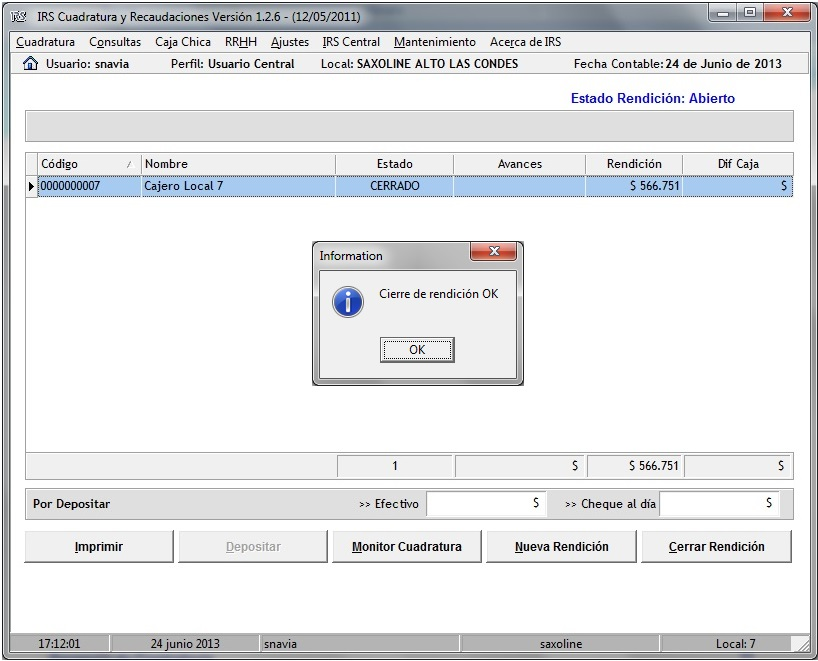 IRS IRS Cuadratura y Recaudaciones Versión 1.2.6 - (12/05/2011)
Cuadratura Consultas Caja Chica RRHH Ajustes IRS Central Mantenimiento Acerca de IRS
Usuario: snavia Perfil: Usuario Central Local: SAXOLINE ALTO LAS CONDES Fecha Contable: 24 de Junio de 2013
Estado Rendición: Abierto
Código Nombre Estado Avances Rendición Dif Caja
0000000007 Cajero Local 7 CERRADO $ 566.751 $
Information
Cierre de rendición OK
OK
1 $ $ 566.751 $
Por Depositar >> Efectivo $ >> Cheque al día $
Imprimir Depositar Monitor Cuadratura Nueva Rendición Cerrar Rendición
17:12:01 24 junio 2013 snavia saxoline Local: 7